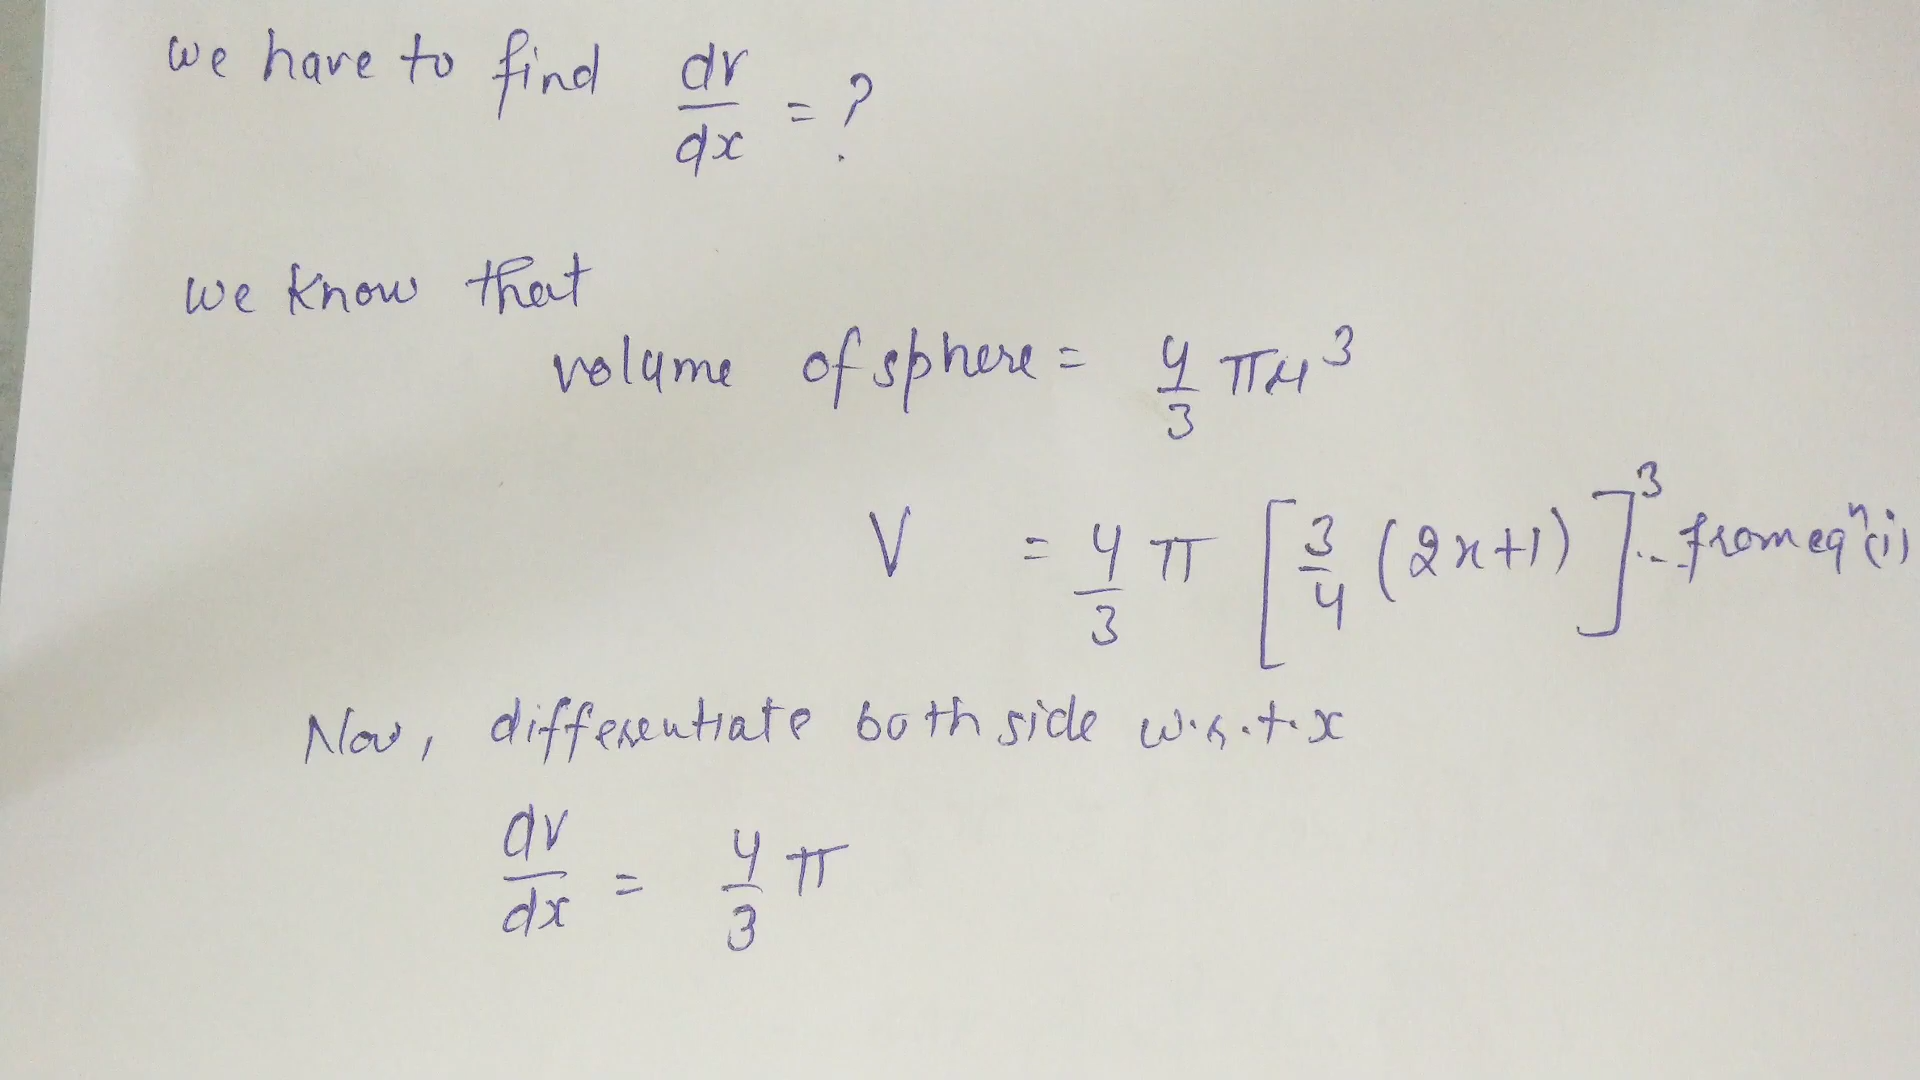 we have to find dv/dx = ?
we know that
volume of sphere = 4/3 πr³
V = 4/3 π [3/4 (2x+1)]³ ... from eqⁿ (i)
Now, differentiate both side w.r.t.x
dv/dx = 4/3 π